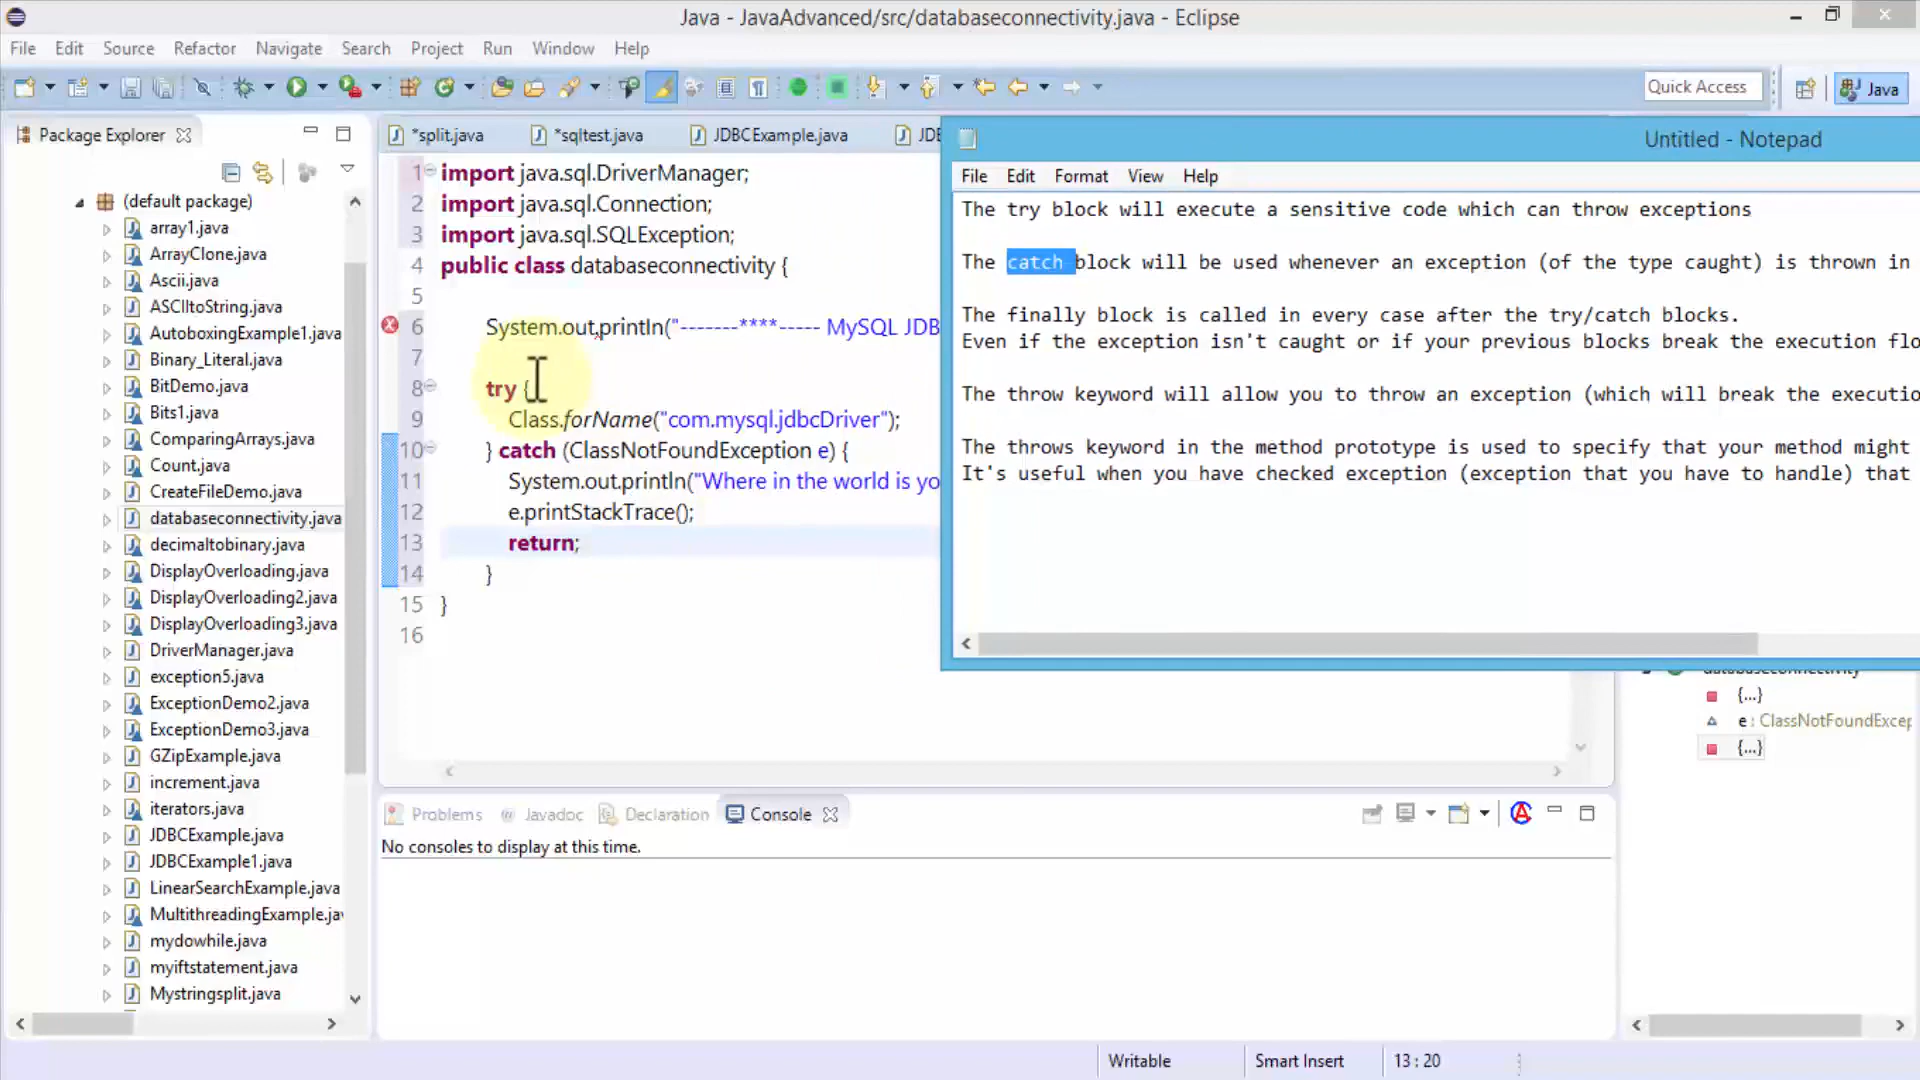 Java - JavaAdvanced/src/databaseconnectivity.java - Eclipse
File Edit Source Refactor Navigate Search Project Run Window Help
Quick Access
Java
Package Explorer
(default package)
array1.java
ArrayClone.java
Ascii.java
ASCIItoString.java
AutoboxingExample1.java
Binary_Literal.java
BitDemo.java
Bits1.java
ComparingArrays.java
Count.java
CreateFileDemo.java
databaseconnectivity.java
decimaltobinary.java
DisplayOverloading.java
DisplayOverloading2.java
DisplayOverloading3.java
DriverManager.java
exception5.java
ExceptionDemo2.java
ExceptionDemo3.java
GZipExample.java
increment.java
iterators.java
JDBCExample.java
JDBCExample1.java
LinearSearchExample.java
MultithreadingExample.ja
mydowhile.java
myiftstatement.java
Mystringsplit.java
*split.java *sqltest.java JDBCExample.java
1 import java.sql.DriverManager;
2 import java.sql.Connection;
3 import java.sql.SQLException;
4 public class databaseconnectivity {
5
6 System.out.println("-------****----- MySQL JDB
7
8 try {
9 Class.forName("com.mysql.jdbcDriver");
10 } catch (ClassNotFoundException e) {
11 System.out.println("Where in the world is yo
12 e.printStackTrace();
13 return;
14 }
15 }
16
Untitled - Notepad
File Edit Format View Help
The try block will execute a sensitive code which can throw exceptions
The catch block will be used whenever an exception (of the type caught) is thrown in
The finally block is called in every case after the try/catch blocks.
Even if the exception isn't caught or if your previous blocks break the execution flo
The throw keyword will allow you to throw an exception (which will break the executio
The throws keyword in the method prototype is used to specify that your method might
It's useful when you have checked exception (exception that you have to handle) that
databaseconnectivity
{...}
e : ClassNotFoundExcep
{...}
Problems Javadoc Declaration Console
No consoles to display at this time.
Writable Smart Insert 13 : 20